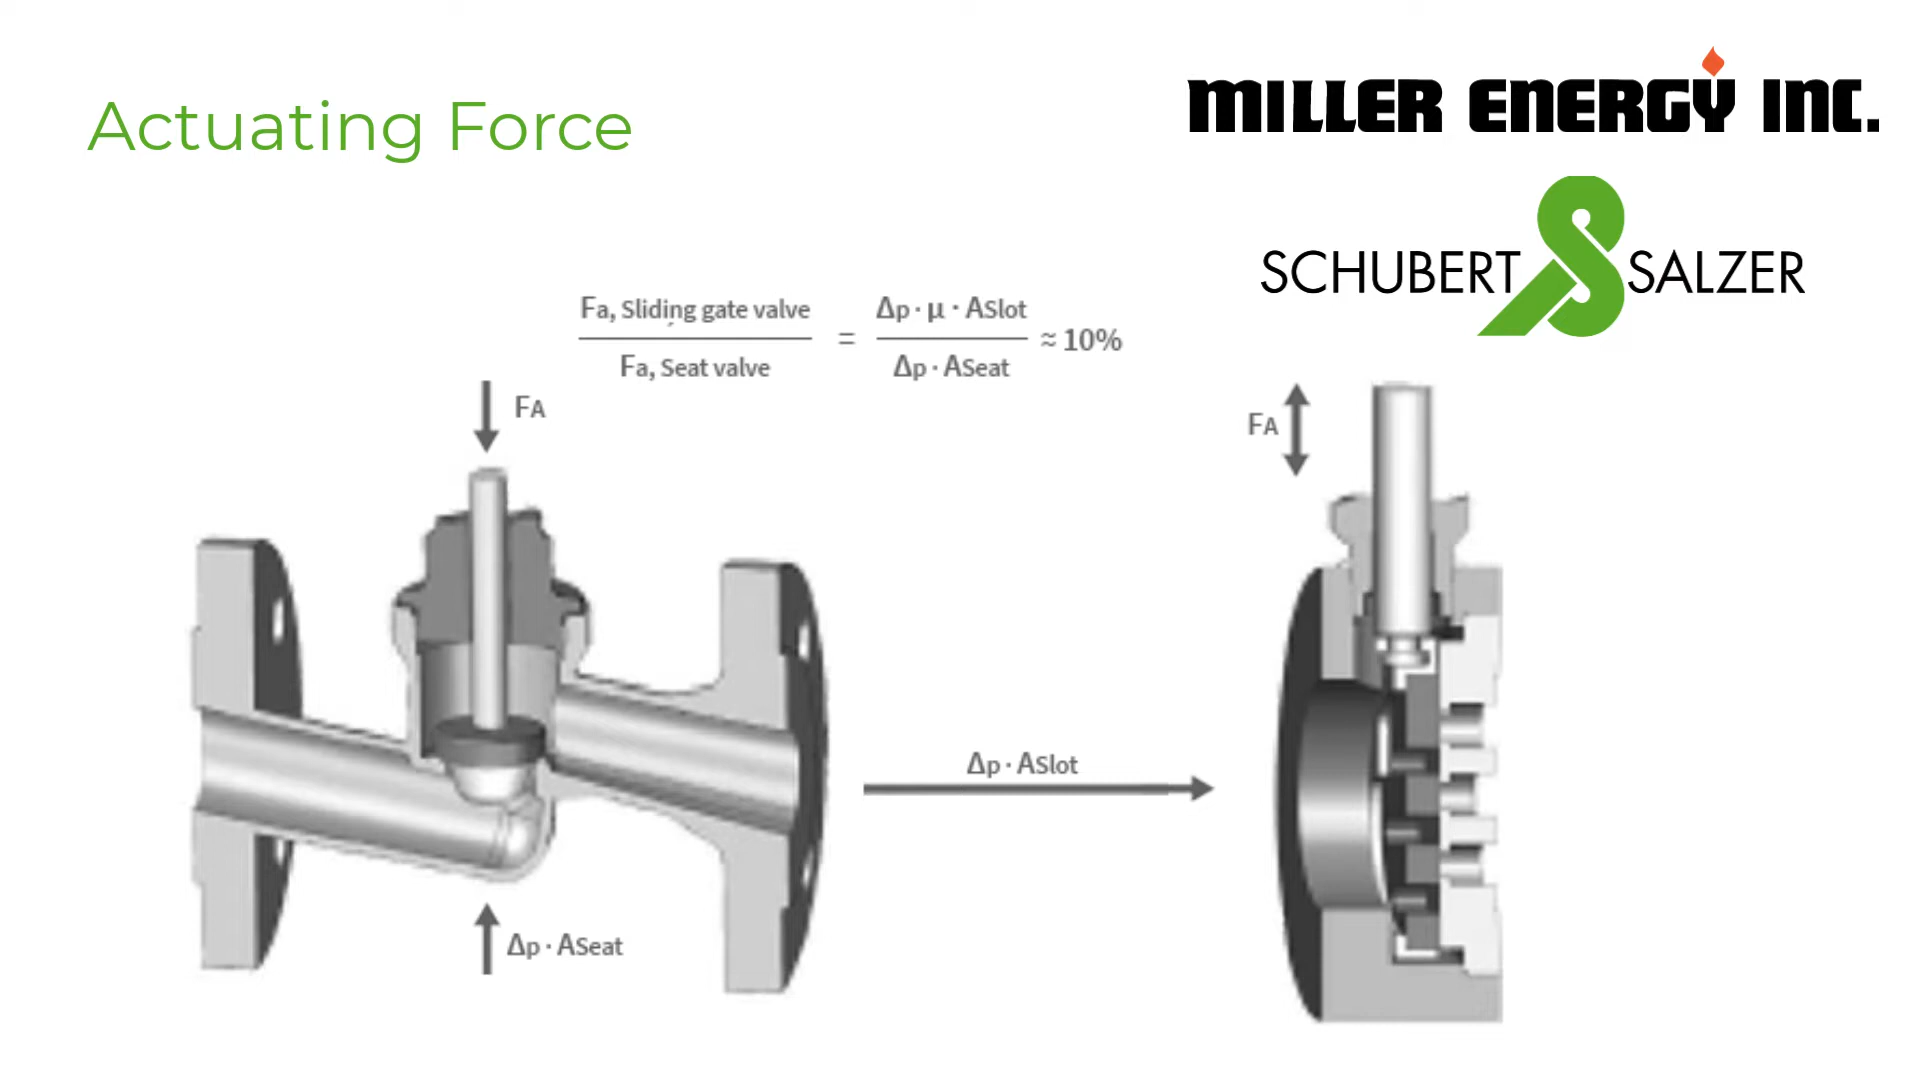 Actuating Force
MILLER ENERGY INC.
SCHUBERT SALZER
Fa, Sliding gate valve
Fa, Seat valve
=
Δp · μ · ASlot
Δp · ASeat
≈ 10%
FA
FA
Δp · ASlot
Δp · ASeat